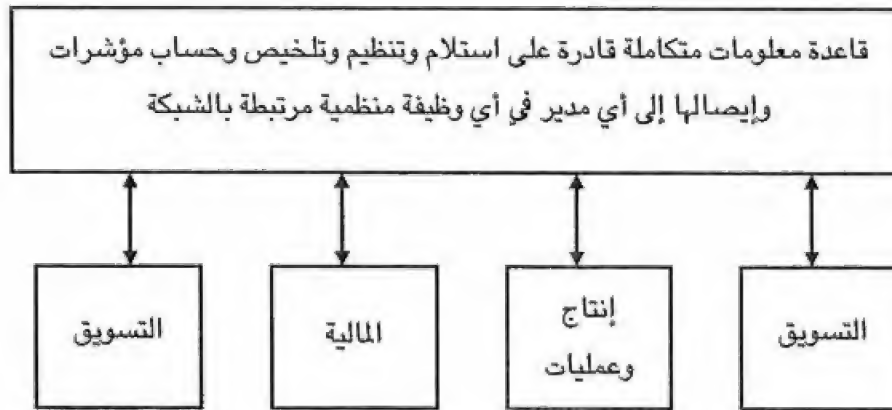 قاعدة معلومات متكاملة قادرة على استلام وتنظيم وتلخيص وحساب مؤشرات
وإيصالها إلى أي مدير في أي وظيفة منظمية مرتبطة بالشبكة
التسويق
إنتاج
وعمليات
المالية
التسويق